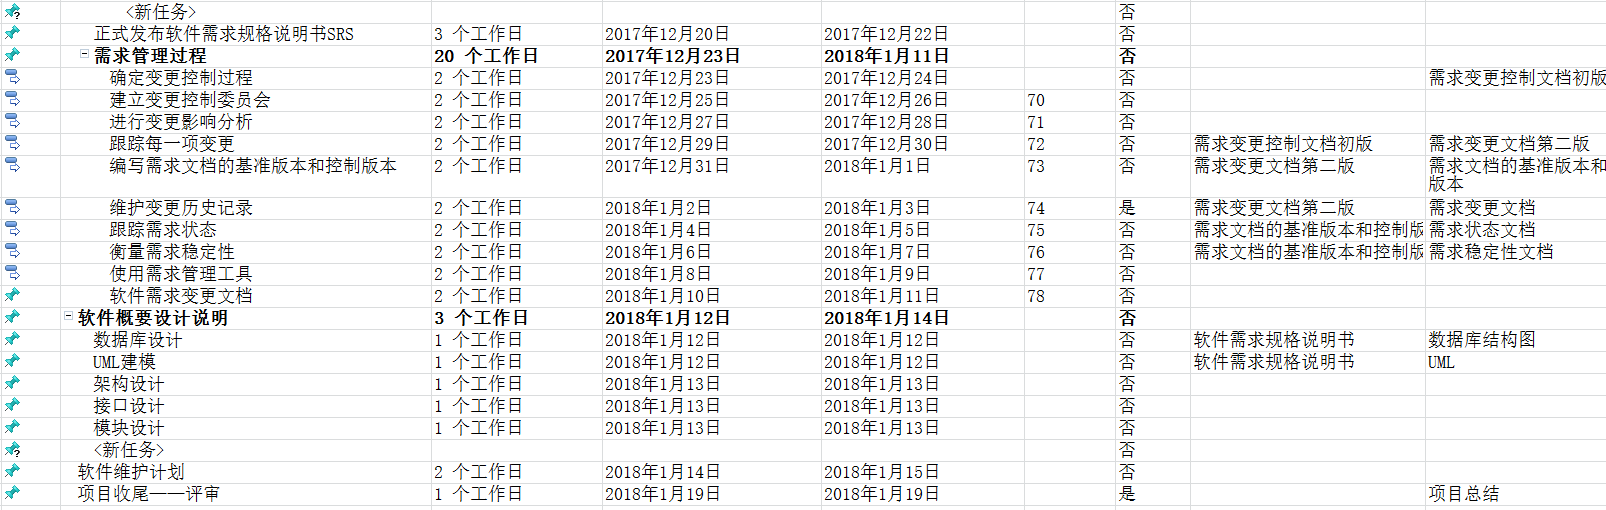 <新任务> 否
正式发布软件需求规格说明书SRS 3 个工作日 2017年12月20日 2017年12月22日 否
需求管理过程 20 个工作日 2017年12月23日 2018年1月11日 否
确定变更控制过程 2 个工作日 2017年12月23日 2017年12月24日 否 需求变更控制文档初版
建立变更控制委员会 2 个工作日 2017年12月25日 2017年12月26日 70 否
进行变更影响分析 2 个工作日 2017年12月27日 2017年12月28日 71 否
跟踪每一项变更 2 个工作日 2017年12月29日 2017年12月30日 72 否 需求变更控制文档初版 需求变更文档第二版
编写需求文档的基准版本和控制版本 2 个工作日 2017年12月31日 2018年1月1日 73 否 需求变更文档第二版 需求文档的基准版本和
版本
维护变更历史记录 2 个工作日 2018年1月2日 2018年1月3日 74 是 需求变更文档第二版 需求变更文档
跟踪需求状态 2 个工作日 2018年1月4日 2018年1月5日 75 否 需求文档的基准版本和控制版 需求状态文档
衡量需求稳定性 2 个工作日 2018年1月6日 2018年1月7日 76 否 需求文档的基准版本和控制版 需求稳定性文档
使用需求管理工具 2 个工作日 2018年1月8日 2018年1月9日 77 否
软件需求变更文档 2 个工作日 2018年1月10日 2018年1月11日 78 否
软件概要设计说明 3 个工作日 2018年1月12日 2018年1月14日 否
数据库设计 1 个工作日 2018年1月12日 2018年1月12日 否 软件需求规格说明书 数据库结构图
UML建模 1 个工作日 2018年1月12日 2018年1月12日 否 软件需求规格说明书 UML
架构设计 1 个工作日 2018年1月13日 2018年1月13日 否
接口设计 1 个工作日 2018年1月13日 2018年1月13日 否
模块设计 1 个工作日 2018年1月13日 2018年1月13日 否
<新任务> 否
软件维护计划 2 个工作日 2018年1月14日 2018年1月15日 否
项目收尾——评审 1 个工作日 2018年1月19日 2018年1月19日 是 项目总结